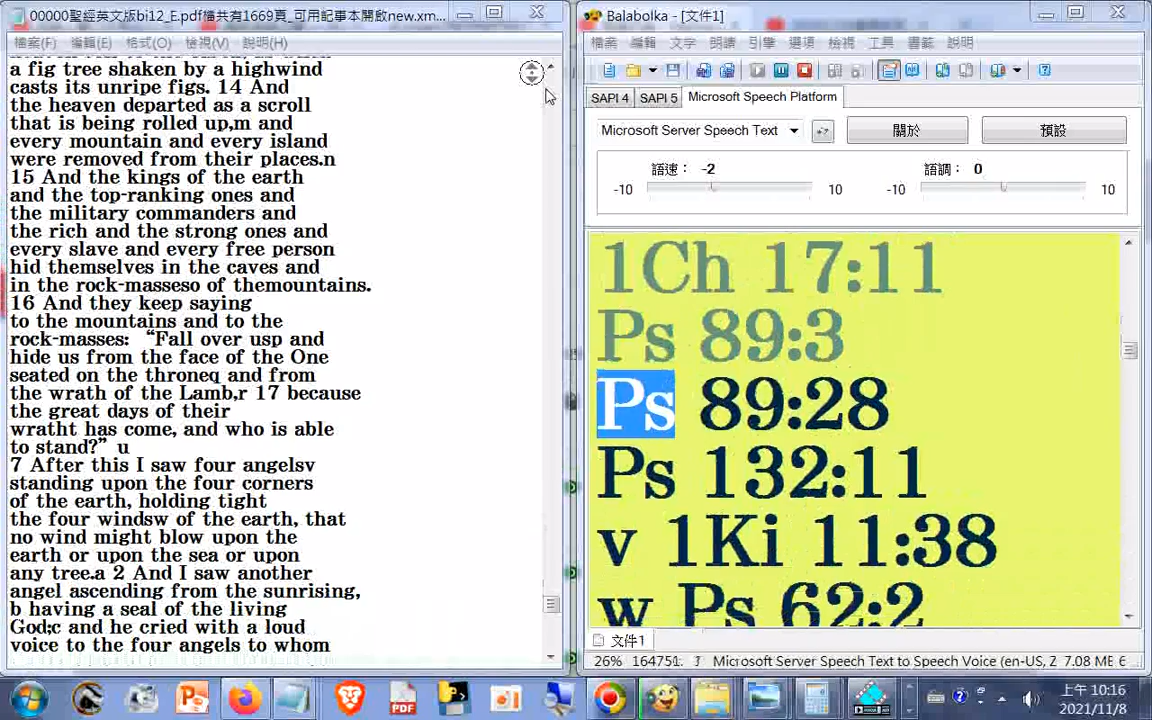 00000聖經英文版bi12_E.pdf檔共有1669頁_可用記事本開啟new.xm...
檔案(F) 編輯(E) 格式(O) 檢視(V) 說明(H)
a fig tree shaken by a highwind
casts its unripe figs. 14 And
the heaven departed as a scroll
that is being rolled up,m and
every mountain and every island
were removed from their places.n
15 And the kings of the earth
and the top-ranking ones and
the military commanders and
the rich and the strong ones and
every slave and every free person
hid themselves in the caves and
in the rock-masseso of themountains.
16 And they keep saying
to the mountains and to the
rock-masses: “Fall over usp and
hide us from the face of the One
seated on the throneq and from
the wrath of the Lamb,r 17 because
the great days of their
wratht has come, and who is able
to stand?” u
7 After this I saw four angelsv
standing upon the four corners
of the earth, holding tight
the four windsw of the earth, that
no wind might blow upon the
earth or upon the sea or upon
any tree.a 2 And I saw another
angel ascending from the sunrising,
b having a seal of the living
God;c and he cried with a loud
voice to the four angels to whom
Balabolka - [文件1]
檔案 編輯 文字 朗讀 引擎 選項 檢視 工具 書籤 說明
SAPI 4 SAPI 5 Microsoft Speech Platform
Microsoft Server Speech Text 關於 預設
語速： -2 語調： 0
-10 10 -10 10
1Ch 17:11
Ps 89:3
Ps 89:28
Ps 132:11
v 1Ki 11:38
w Ps 62:2
文件1
26% 164751. Microsoft Server Speech Text to Speech Voice (en-US, Z 7.08 MB 6
PDF
上午 10:16
2021/11/8